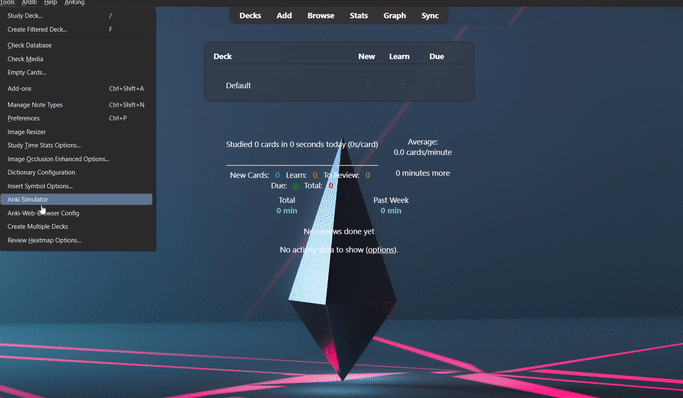 Tools AnBb Help AnKing
Decks Add Browse Stats Graph Sync
Study Deck... /
Create Filtered Deck... F
Check Database
Check Media
Empty Cards...
Add-ons Ctrl+Shift+A
Manage Note Types Ctrl+Shift+N
Preferences Ctrl+P
Image Resizer
Study Time Stats Options...
Image Occlusion Enhanced Options...
Dictionary Configuration
Insert Symbol Options...
Anki Simulator
Anki-Web-Browser Config
Create Multiple Decks
Review Heatmap Options...
Deck New Learn Due
Default 0 0 0
Studied 0 cards in 0 seconds today (0s/card)
Average:
0.0 cards/minute
New Cards: 0 Learn: 0 To Review: 0
Due: 0 Total: 0
0 minutes more
Total Past Week
0 min 0 min
No reviews done yet
No activity data to show (options).